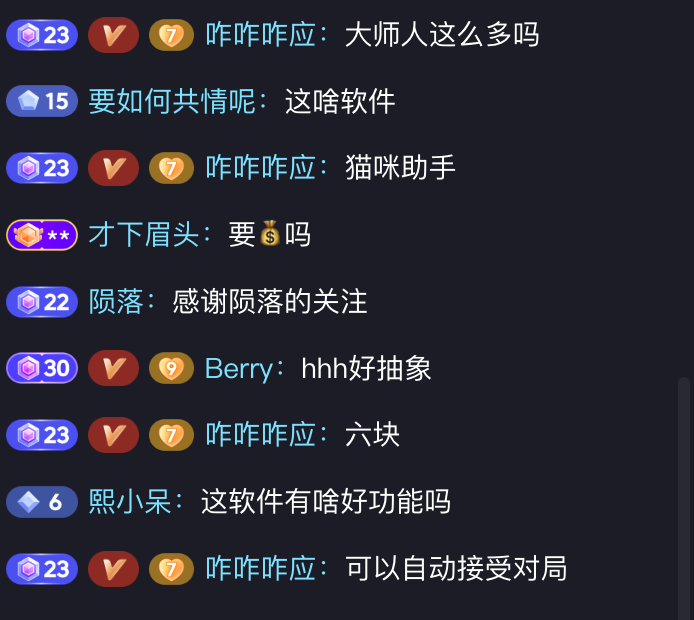 23 7 咋咋咋应：大师人这么多吗
15 要如何共情呢：这啥软件
23 7 咋咋咋应：猫咪助手
** 才下眉头：要💰吗
22 陨落：感谢陨落的关注
30 9 Berry：hhh好抽象
23 7 咋咋咋应：六块
6 熙小呆：这软件有啥好功能吗
23 7 咋咋咋应：可以自动接受对局